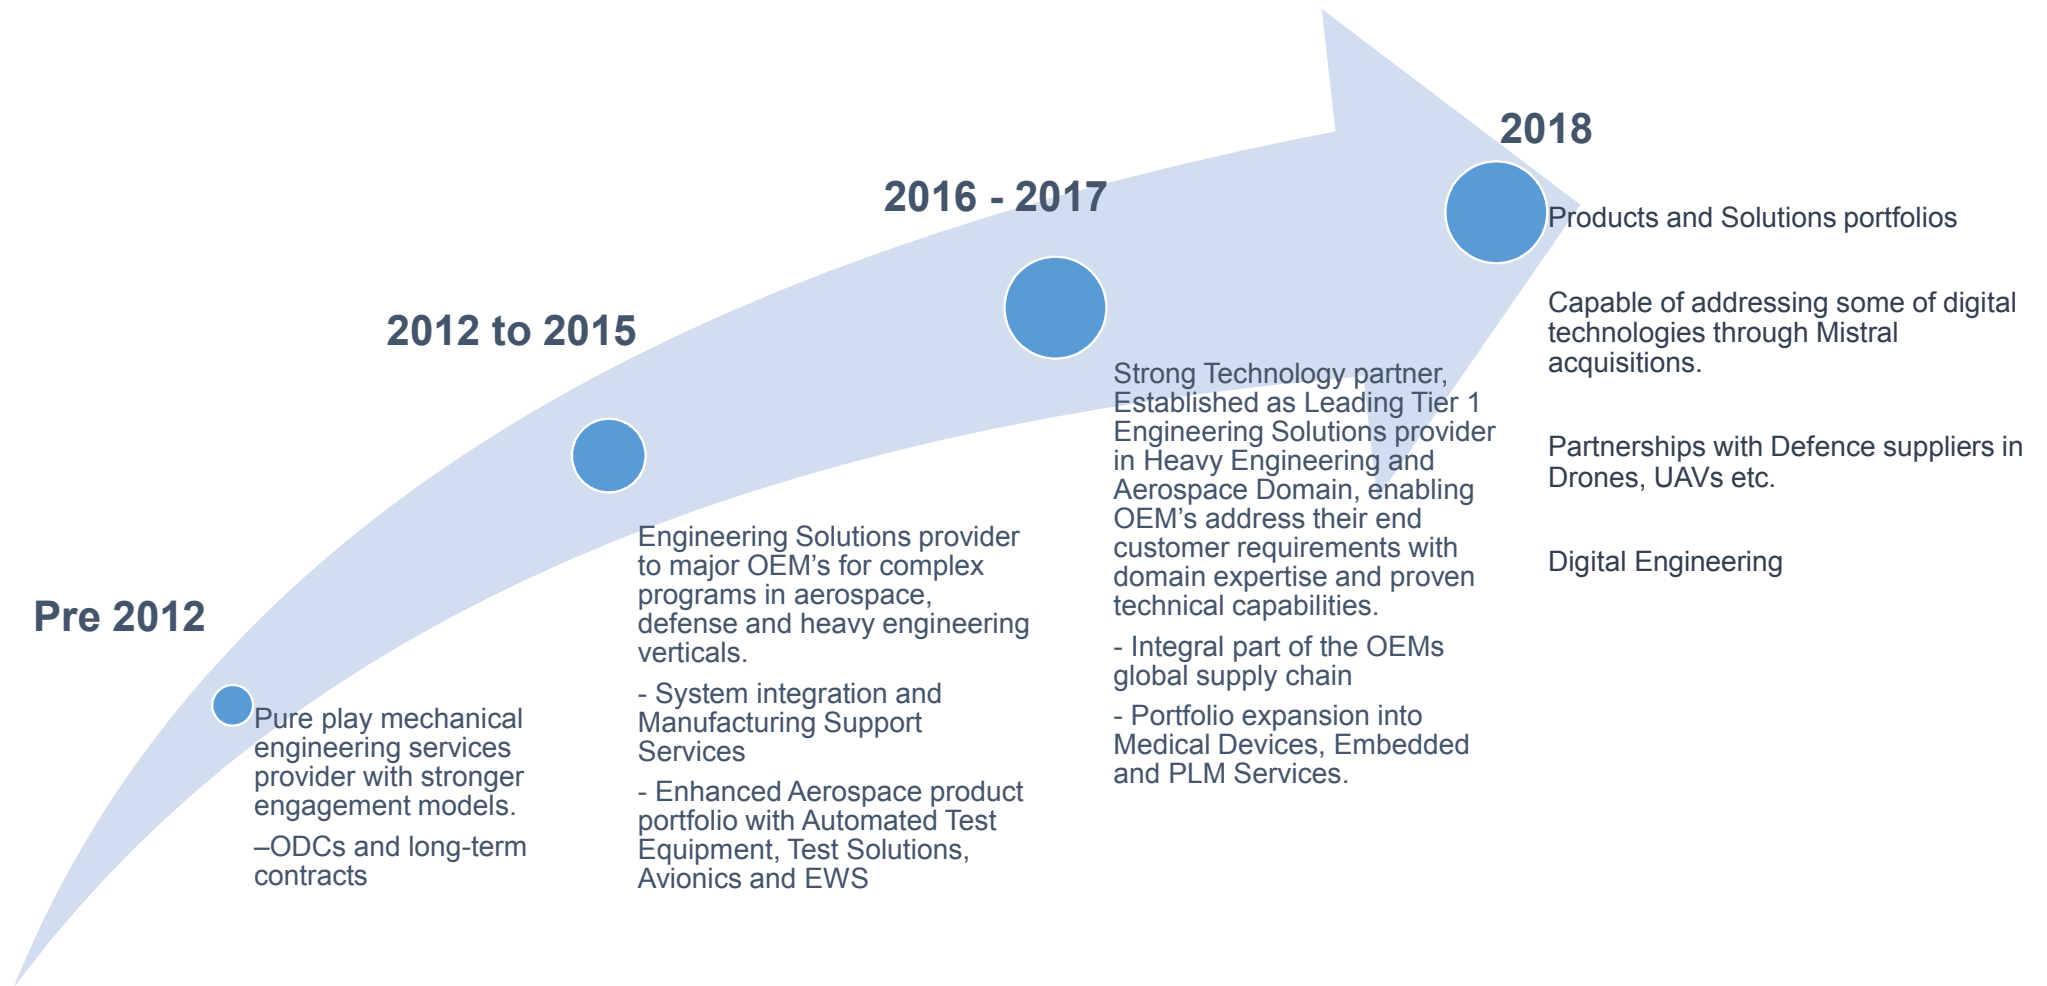 Pre 2012
Pure play mechanical
engineering services
provider with stronger
engagement models.
–ODCs and long-term
contracts
2012 to 2015
Engineering Solutions provider
to major OEM’s for complex
programs in aerospace,
defense and heavy engineering
verticals.
- System integration and
Manufacturing Support
Services
- Enhanced Aerospace product
portfolio with Automated Test
Equipment, Test Solutions,
Avionics and EWS
2016 - 2017
Strong Technology partner,
Established as Leading Tier 1
Engineering Solutions provider
in Heavy Engineering and
Aerospace Domain, enabling
OEM’s address their end
customer requirements with
domain expertise and proven
technical capabilities.
- Integral part of the OEMs
global supply chain
- Portfolio expansion into
Medical Devices, Embedded
and PLM Services.
2018
Products and Solutions portfolios
Capable of addressing some of digital
technologies through Mistral
acquisitions.
Partnerships with Defence suppliers in
Drones, UAVs etc.
Digital Engineering